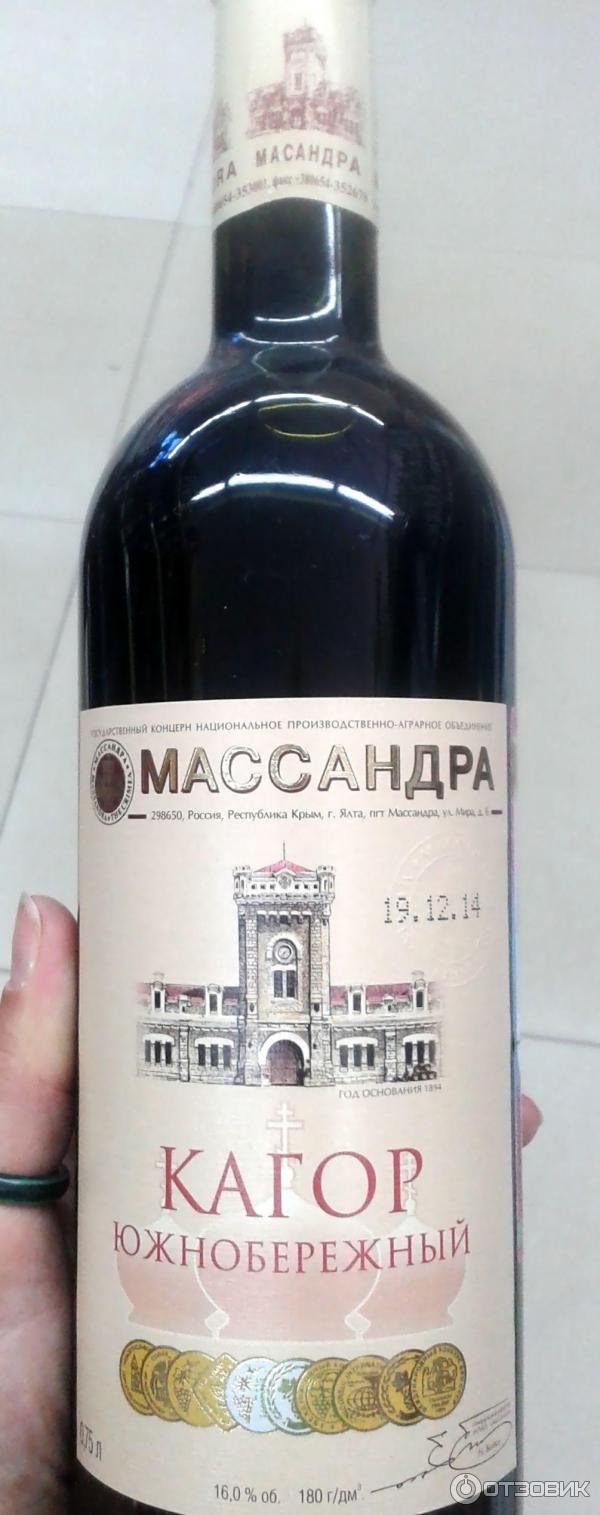 МАСАНДРА
ГОСУДАРСТВЕННЫЙ КОНЦЕРН НАЦИОНАЛЬНОЕ ПРОИЗВОДСТВЕННО-АГРАРНОЕ ОБЪЕДИНЕНИЕ
МАССАНДРА
298650, Россия, Республика Крым, г. Ялта, пгт Массандра, ул. Мира, д. 6
19.12.14
ГОД ОСНОВАНИЯ 1894
КАГОР
ЮЖНОБЕРЕЖНЫЙ
0,75 л
16,0 % об. 180 г/дм³.
ОТЗОВИК